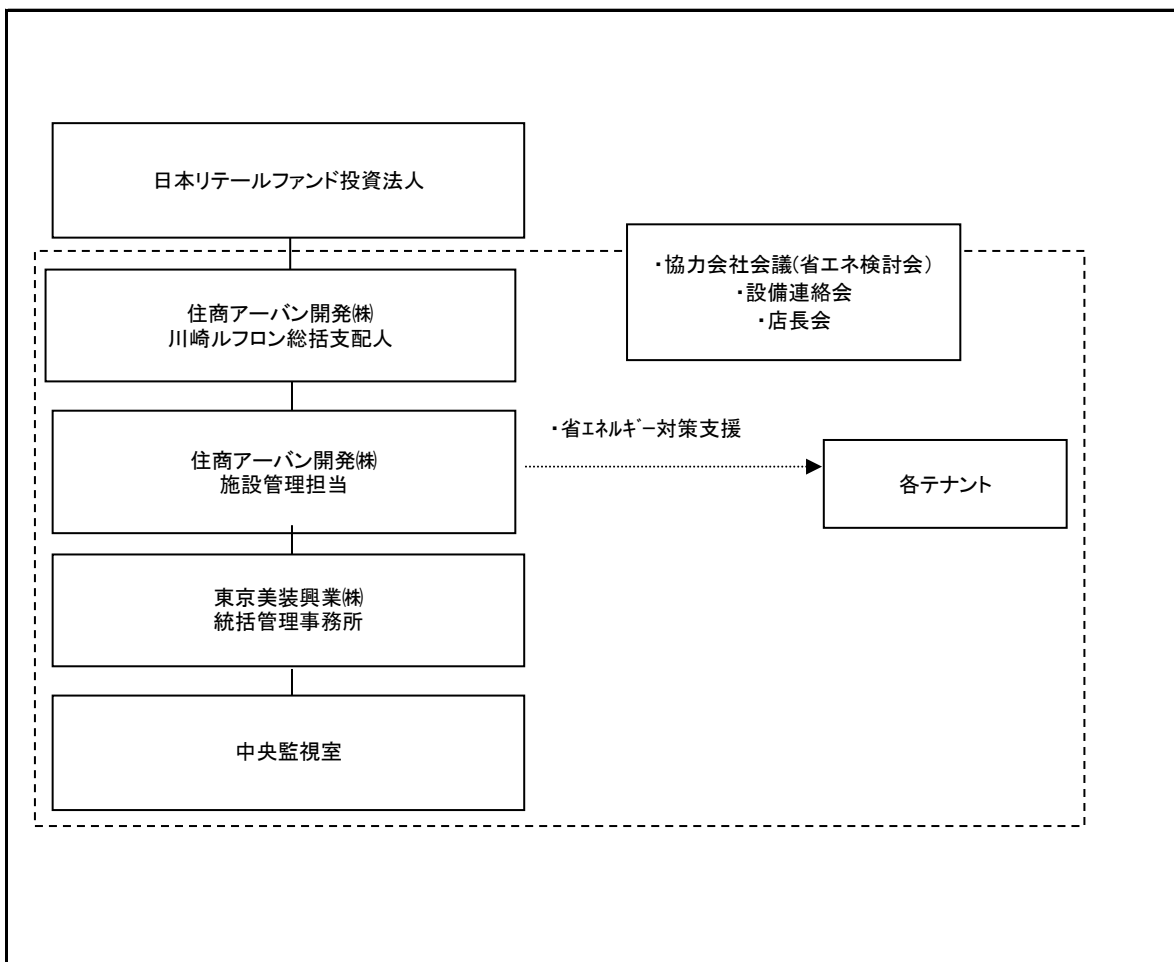 日本リテールファンド投資法人
・協力会社会議(省エネ検討会)
・設備連絡会
・店長会
住商アーバン開発㈱
川崎ルフロン総括支配人
・省エネルギー対策支援
住商アーバン開発㈱
施設管理担当
各テナント
東京美装興業㈱
統括管理事務所
中央監視室